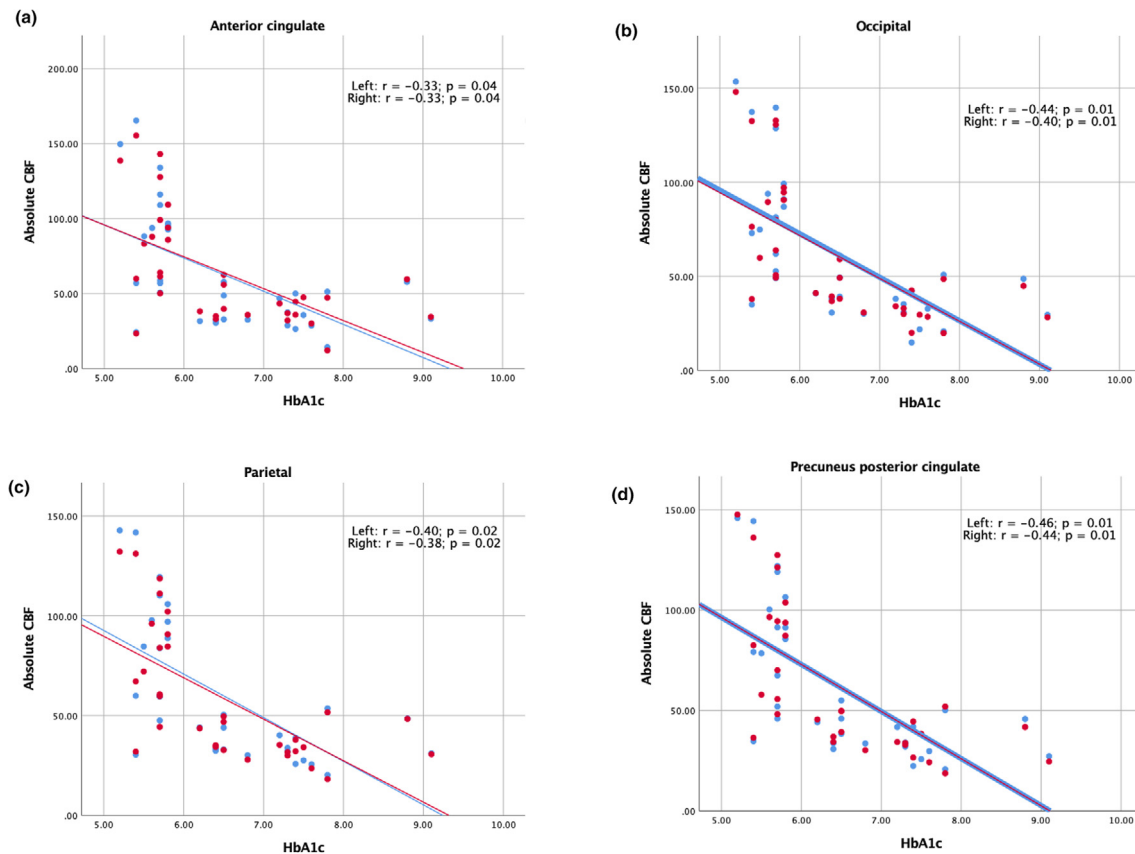 (a)
Anterior cingulate
200.00
150.00
100.00
50.00
.00
Absolute CBF
Left: r = −0.33; p = 0.04
Right: r = −0.33; p = 0.04
5.00 6.00 7.00 8.00 9.00 10.00
HbA1c
(b)
Occipital
150.00
100.00
50.00
.00
Absolute CBF
Left: r = −0.44; p = 0.01
Right: r = −0.40; p = 0.01
5.00 6.00 7.00 8.00 9.00 10.00
HbA1c
(c)
Parietal
150.00
100.00
50.00
.00
Absolute CBF
Left: r = −0.40; p = 0.02
Right: r = −0.38; p = 0.02
5.00 6.00 7.00 8.00 9.00 10.00
HbA1c
(d)
Precuneus posterior cingulate
150.00
100.00
50.00
.00
Absolute CBF
Left: r = −0.46; p = 0.01
Right: r = −0.44; p = 0.01
5.00 6.00 7.00 8.00 9.00 10.00
HbA1c